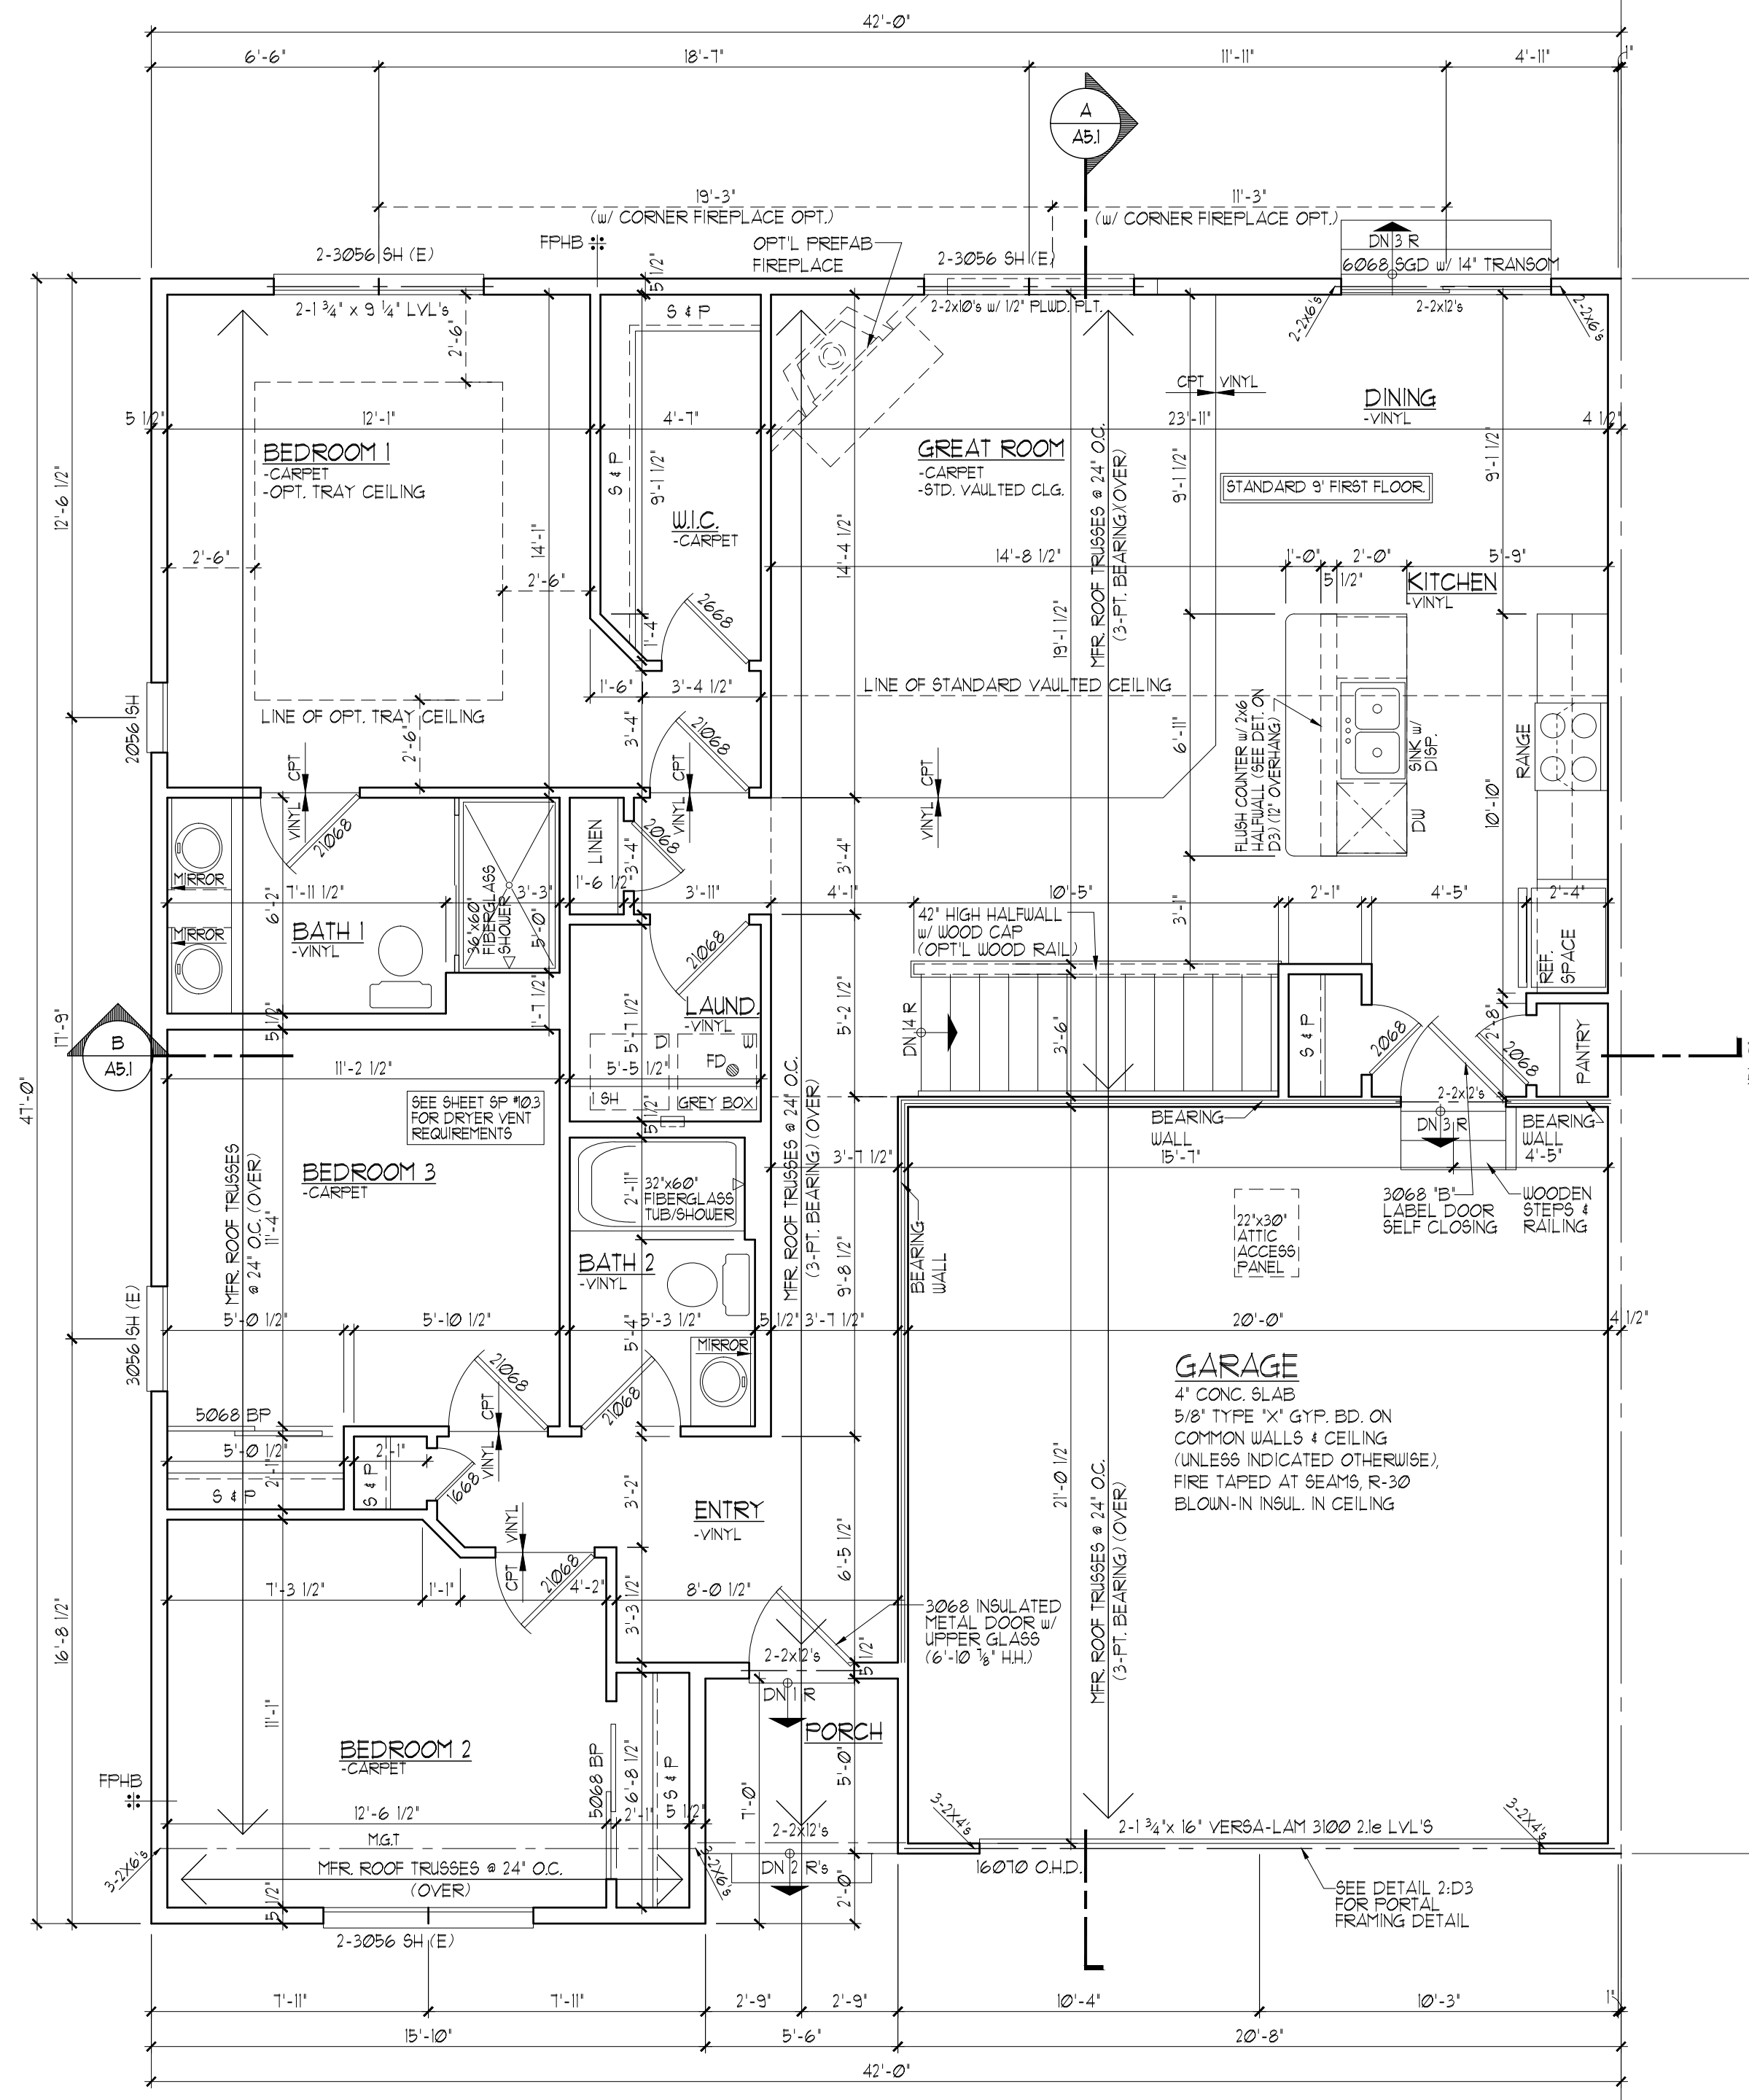 42'-0"
6'-6"
18'-7"
11'-11"
4'-11"
1"
A
A5.1
19'-3"
(w/ CORNER FIREPLACE OPT.)
11'-3"
(w/ CORNER FIREPLACE OPT.)
FPHB
OPT'L PREFAB
FIREPLACE
2-3056 SH (E)
2-3056 SH (E)
DN 3 R
6068 SGD w/ 14" TRANSOM
5 1/2"
2-1 3/4" x 9 1/4" LVL's
S & P
2-2x10's w/ 1/2" PLWD. PLT.
2-2x6's
2-2x12's
2-2x6's
2'-6"
CPT
VINYL
DINING
-VINYL
5 1/2"
12'-1"
4'-7"
23'-11"
4 1/2"
BEDROOM 1
-CARPET
-OPT. TRAY CEILING
S & P
9'-1 1/2"
GREAT ROOM
-CARPET
-STD. VAULTED CLG.
MFR. ROOF TRUSSES @ 24" O.C.
(3-PT. BEARING)(OVER)
9'-1 1/2"
9'-1 1/2"
STANDARD 9' FIRST FLOOR.
12'-6 1/2"
W.I.C.
-CARPET
14'-1"
14'-4 1/2"
2'-6"
2'-6"
14'-8 1/2"
1'-0"
2'-0"
5'-9"
5 1/2"
KITCHEN
-VINYL
2668
1'-4"
19'-1 1/2"
1'-6"
3'-4 1/2"
LINE OF STANDARD VAULTED CEILING
LINE OF OPT. TRAY CEILING
2056 SH
2'-6"
3'-4"
21068
6'-11"
FLUSH COUNTER w/ 2x6
HALFWALL (SEE DET. ON
D3) (12" OVERHANG)
SINK w/
DISP.
RANGE
CPT
VINYL
CPT
VINYL
CPT
VINYL
21068
LINEN
2068
3'-4"
3'-4"
DW
10'-10"
MIRROR
7'-11 1/2"
36"x60"
FIBERGLASS
SHOWER
3'-3"
1'-6 1/2"
3'-11"
4'-1"
10'-5"
3'-11"
2'-1"
4'-5"
2'-4"
6'-2"
5'-0"
MIRROR
BATH 1
-VINYL
42" HIGH HALFWALL
w/ WOOD CAP
(OPT'L WOOD RAIL)
REF.
SPACE
21068
5 1/2"
1'-7 1/2"
LAUND.
-VINYL
5'-7 1/2"
5'-2 1/2"
DN 14 R
3'-6"
S & P
2068
2'-8"
2068
PANTRY
17'-9"
B
A5.1
D
W
FD
11'-2 1/2"
5'-5 1/2"
1 SH
GREY BOX
2-2x12's
47'-0"
SEE SHEET SP #10.3
FOR DRYER VENT
REQUIREMENTS
5 1/2"
BEARING
WALL
DN 3 R
BEARING
WALL
15'-7"
4'-5"
3'-7 1/2"
MFR. ROOF TRUSSES
@ 24" O.C. (OVER)
BEDROOM 3
-CARPET
2'-11"
32"x60"
FIBERGLASS
TUB/SHOWER
MFR. ROOF TRUSSES @ 24" O.C.
(3-PT. BEARING) (OVER)
22"x30"
ATTIC
ACCESS
PANEL
3068 "B"
LABEL DOOR
SELF CLOSING
WOODEN
STEPS &
RAILING
11'-4"
BATH 2
-VINYL
9'-8 1/2"
BEARING
WALL
3056 SH (E)
5'-0 1/2"
5'-10 1/2"
5'-4"
5'-3 1/2"
5 1/2"
3'-7 1/2"
20'-0"
4 1/2"
MIRROR
GARAGE
4" CONC. SLAB
5/8" TYPE "X" GYP. BD. ON
COMMON WALLS & CEILING
(UNLESS INDICATED OTHERWISE),
FIRE TAPED AT SEAMS, R-30
BLOWN-IN INSUL. IN CEILING
21068
21068
CPT
VINYL
5068 BP
5'-0 1/2"
2'-1"
2'-1"
S & P
S & P
1668
3'-2"
ENTRY
-VINYL
21'-0 1/2"
MFR. ROOF TRUSSES @ 24" O.C.
(3-PT. BEARING) (OVER)
VINYL
CPT
21068
6'-5 1/2"
7'-3 1/2"
1'-1"
4'-2"
8'-0 1/2"
3'-3 1/2"
3068 INSULATED
METAL DOOR w/
UPPER GLASS
(6'-10 7/8" H.H.)
16'-8 1/2"
2-2x12's
5 1/2"
DN 1 R
11'-1"
PORCH
BEDROOM 2
-CARPET
5068 BP
6'-8 1/2"
S & P
7'-0"
5'-0"
FPHB
12'-6 1/2"
2'-1"
5 1/2"
2-2x12's
3-2X4's
2-1 3/4"x 16" VERSA-LAM 3100 2.1e LVL'S
3-2X4's
M.G.T
3-2X6's
MFR. ROOF TRUSSES @ 24" O.C.
(OVER)
3-2X6's
DN 2 R's
16070 O.H.D.
5 1/2"
2'-0"
SEE DETAIL 2:D3
FOR PORTAL
FRAMING DETAIL
2-3056 SH (E)
7'-11"
7'-11"
2'-9"
2'-9"
10'-4"
10'-3"
1"
15'-10"
5'-6"
20'-8"
42'-0"